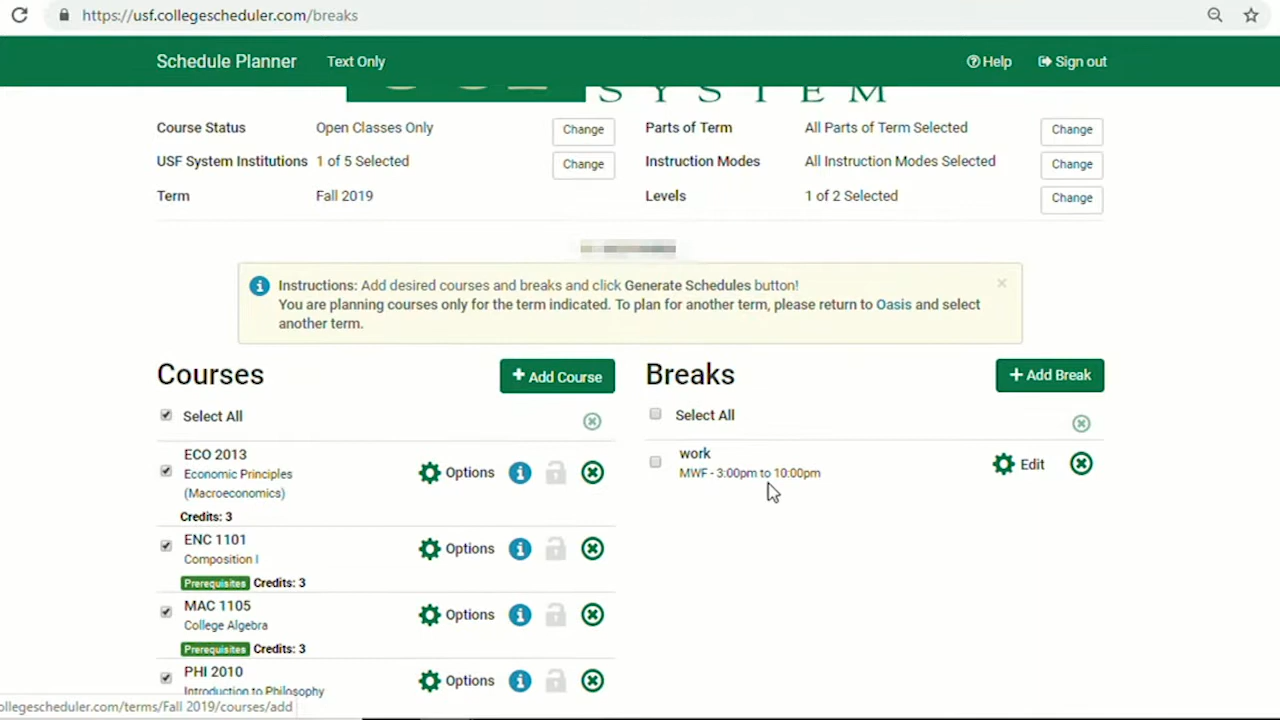 https://usf.collegescheduler.com/breaks
Schedule Planner Text Only Help Sign out
SYSTEM
Course Status Open Classes Only Change Parts of Term All Parts of Term Selected Change
USF System Institutions 1 of 5 Selected Change Instruction Modes All Instruction Modes Selected Change
Term Fall 2019 Levels 1 of 2 Selected Change
Instructions: Add desired courses and breaks and click Generate Schedules button!
You are planning courses only for the term indicated. To plan for another term, please return to Oasis and select
another term.
Courses + Add Course
Select All
ECO 2013
Economic Principles
(Macroeconomics)
Options
Credits: 3
ENC 1101
Composition I
Options
Prerequisites Credits: 3
MAC 1105
College Algebra
Options
Prerequisites Credits: 3
PHI 2010
Introduction to Philosophy
Options
Breaks + Add Break
Select All
work
MWF - 3:00pm to 10:00pm
Edit
ollegescheduler.com/terms/Fall 2019/courses/add